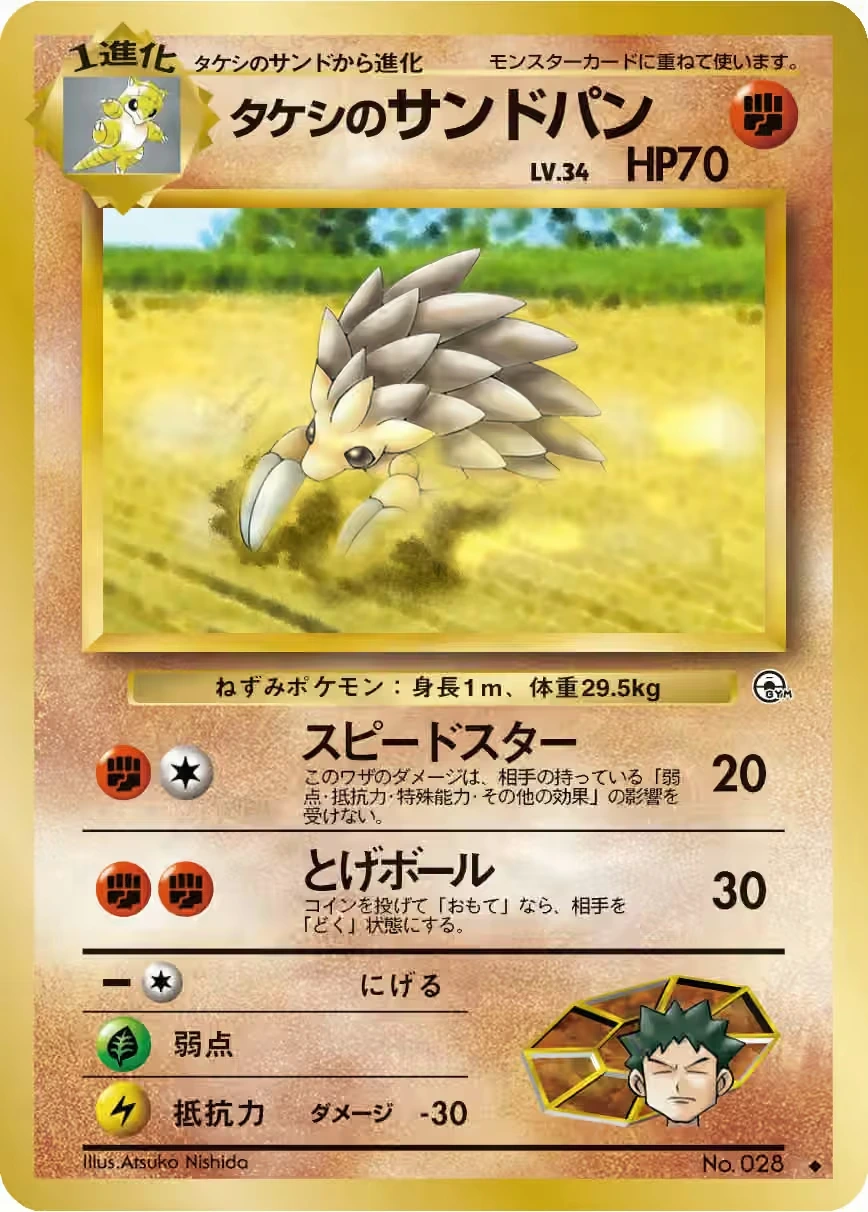 1進化
タケシのサンドから進化
モンスターカードに重ねて使います。
タケシのサンドパン
LV.34 HP70
ねずみポケモン：身長1m、体重29.5kg
GYM
スピードスター
20
このワザのダメージは、相手の持っている「弱
点・抵抗力・特殊能力・その他の効果」の影響を
受けない。
とげボール
30
コインを投げて「おもて」なら、相手を
「どく」状態にする。
にげる
弱点
抵抗力 ダメージ -30
Illus.Atsuko Nishida
No.028